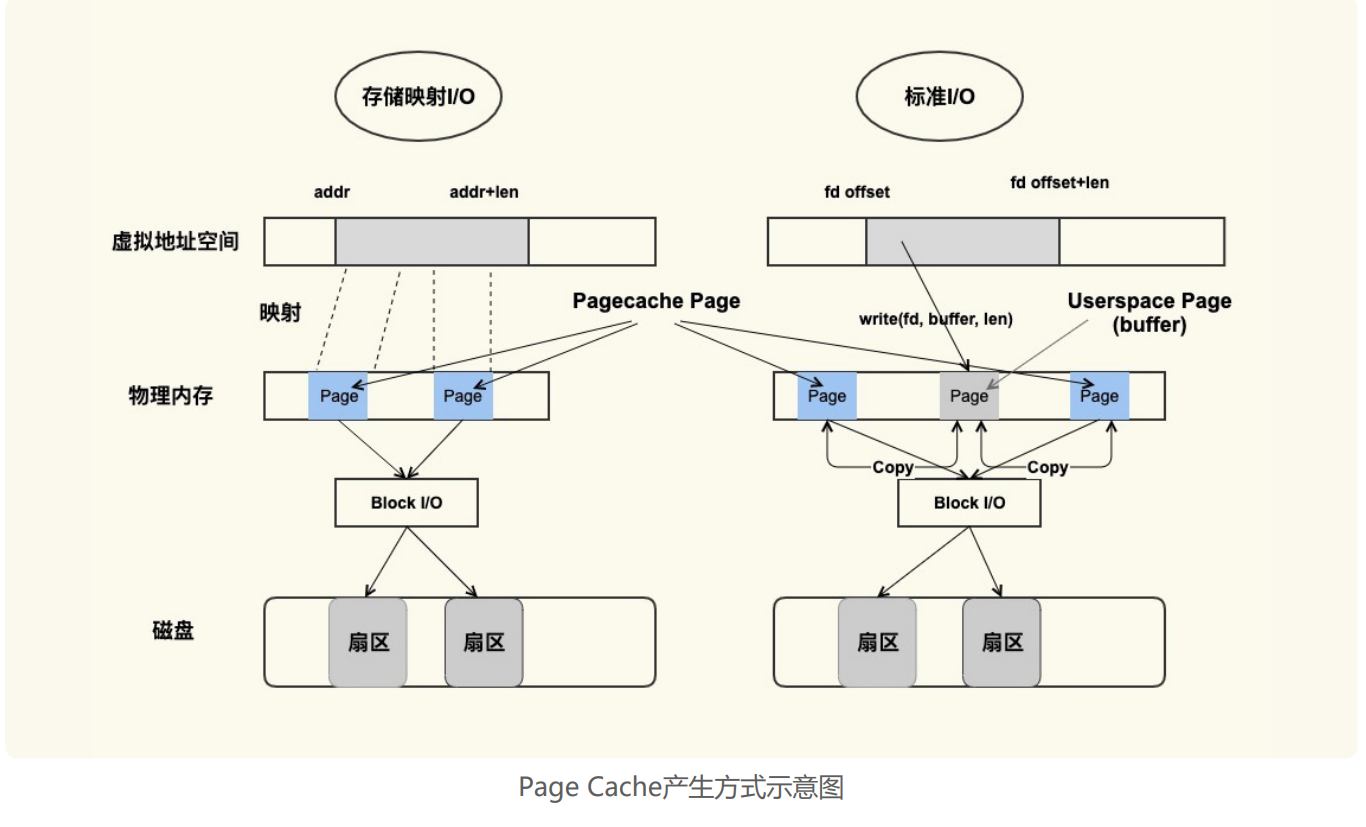 存储映射I/O
标准I/O
addr
addr+len
fd offset
fd offset+len
虚拟地址空间
映射
Pagecache Page
write(fd, buffer, len)
Userspace Page
(buffer)
物理内存
Page
Page
Page
Page
Page
Copy
Copy
Block I/O
Block I/O
磁盘
扇区
扇区
扇区
扇区
Page Cache产生方式示意图